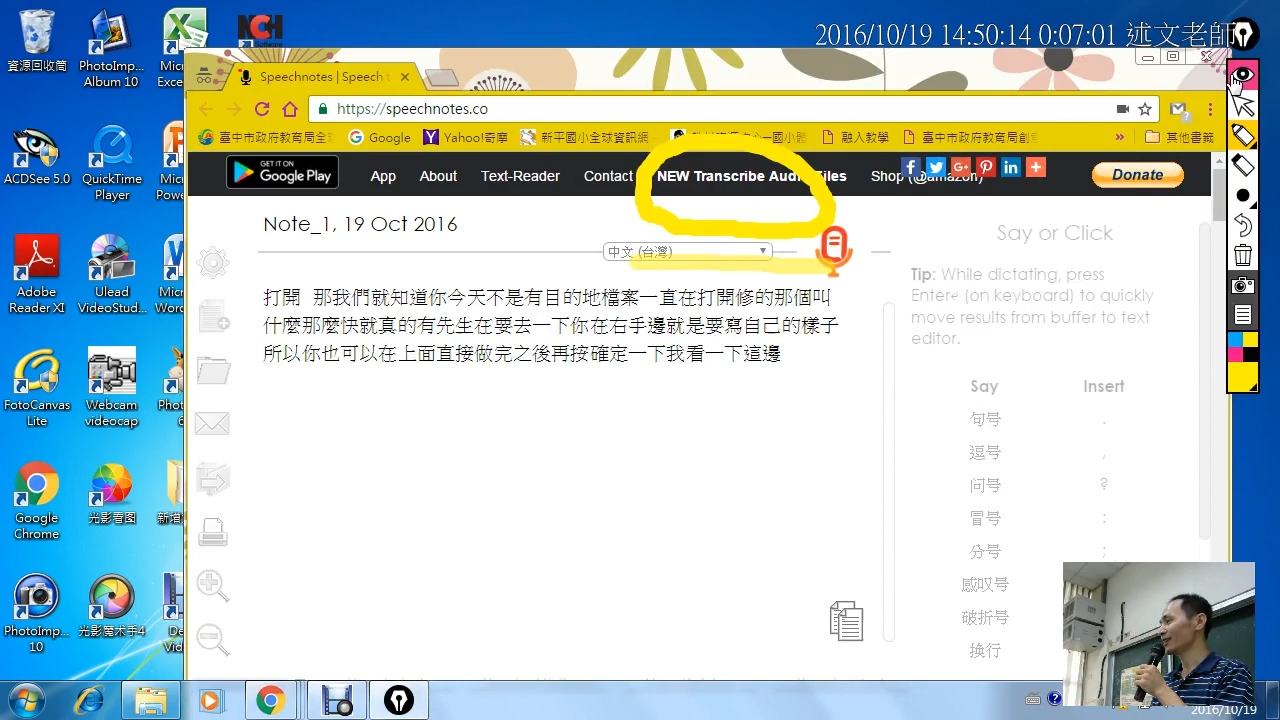 2016/10/19 14:50:14 0:07:01 述文老師
資源回收筒
PhotoImp... Album 10
Micr... Exce...
NCH Software
ACDSee 5.0
QuickTime Player
Adobe Reader XI
Ulead VideoStud...
FotoCanvas Lite
Webcam videocap
Google Chrome
光影看图
PhotoImp... 10
光影魔术手4
Speechnotes | Speech t
https://speechnotes.co
臺中市政府教育局全
Google
Yahoo!奇摩
新平國小全球資訊網
融入教學
臺中市政府教育局創
»
其他書籤
GET IT ON
Google Play
App
About
Text-Reader
Contact
NEW Transcribe Audio Files
Shop (@amazon)
Donate
Note_1, 19 Oct 2016
中文 (台灣)
打開 那我們就知道你今天不是有目的地檔案一直在打開修的那個叫
什麼那麼快就真的有先生在要去一下你在右手邊就是要寫自己的樣子
所以你也可以在上面直接做完之後再按確定一下我看一下這邊
Say or Click
Tip: While dictating, press
Enter (on keyboard) to quickly
move results from buffer to text
editor.
Say Insert
句号 .
逗号 ,
问号 ?
冒号 :
分号 ;
感叹号
破折号
換行
2016/10/19